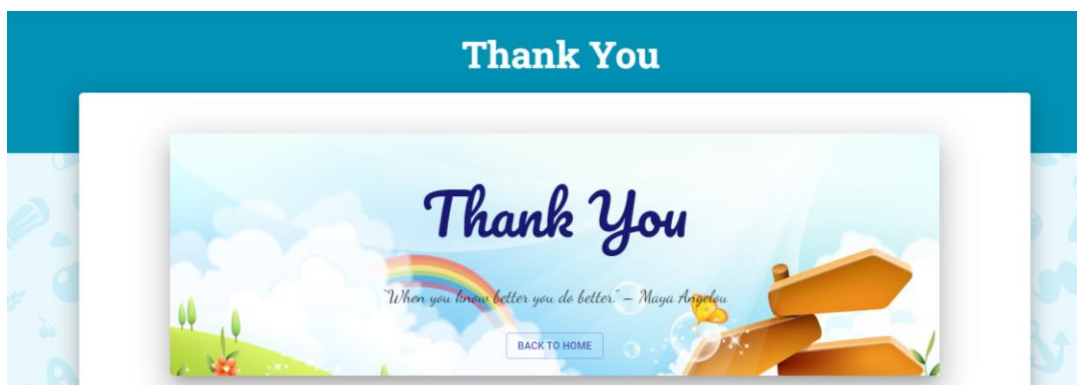 Thank You
Thank You
"When you know better you do better." – Maya Angelou
BACK TO HOME